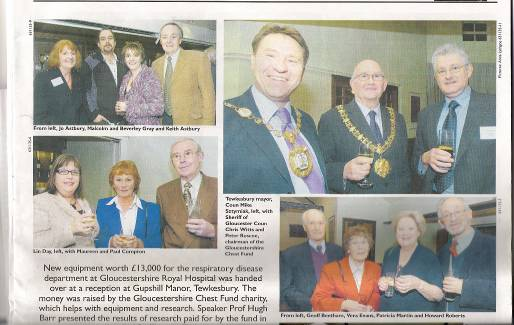 From left, Jo Astbury, Malcolm and Beverley Gray and Keith Astbury
Lin Day, left, with Maureen and Paul Compton
Tewkesbury mayor,
Coun Mike
Sztymiak, left, with
Sheriff of
Gloucester Coun
Chris Witts and
Peter Roscoe,
chairman of the
Gloucestershire
Chest Fund
From left, Geoff Bentham, Vera Evans, Patricia Martin and Howard Roberts
New equipment worth £13,000 for the respiratory disease
department at Gloucestershire Royal Hospital was handed
over at a reception at Gupshill Manor, Tewkesbury. The
money was raised by the Gloucestershire Chest Fund charity,
which helps with equipment and research. Speaker Prof Hugh
Barr presented the results of research paid for by the fund in